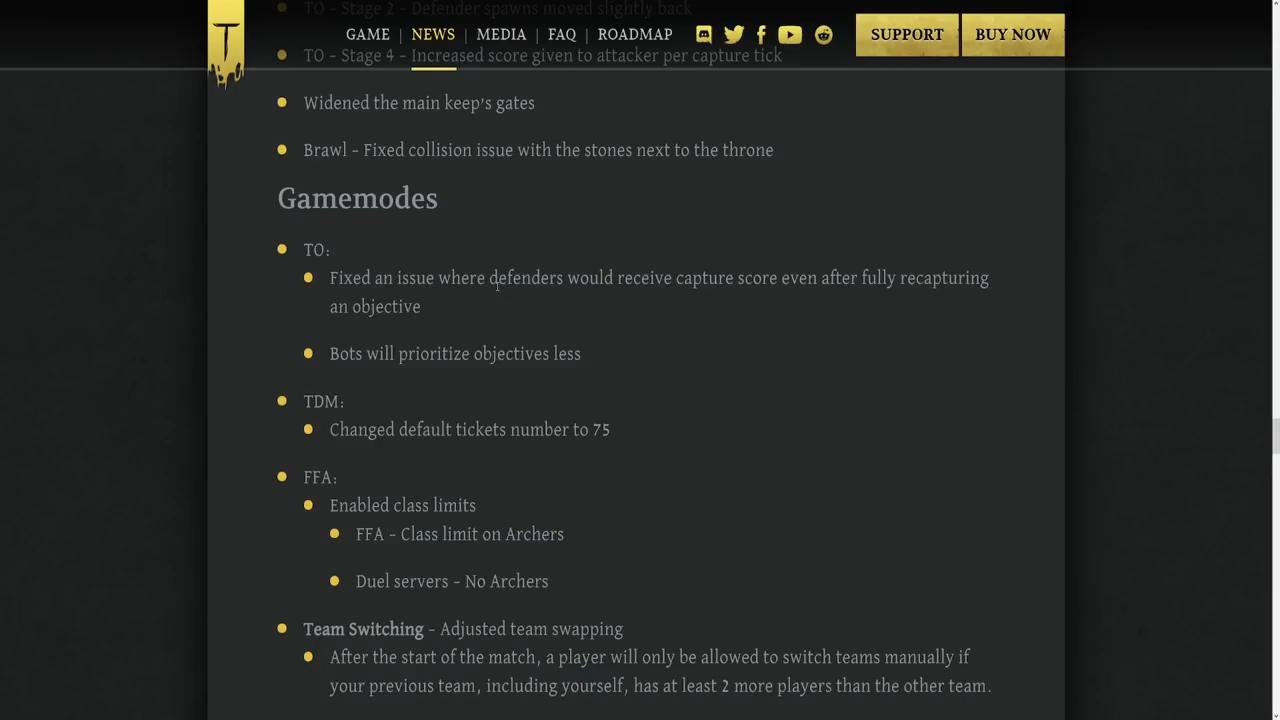 TO - Stage 2 - Defender spawns moved slightly back
GAME | NEWS | MEDIA | FAQ | ROADMAP SUPPORT BUY NOW
TO - Stage 4 - Increased score given to attacker per capture tick
Widened the main keep's gates
Brawl - Fixed collision issue with the stones next to the throne
Gamemodes
TO:
Fixed an issue where defenders would receive capture score even after fully recapturing
an objective
Bots will prioritize objectives less
TDM:
Changed default tickets number to 75
FFA:
Enabled class limits
FFA - Class limit on Archers
Duel servers - No Archers
Team Switching - Adjusted team swapping
After the start of the match, a player will only be allowed to switch teams manually if
your previous team, including yourself, has at least 2 more players than the other team.